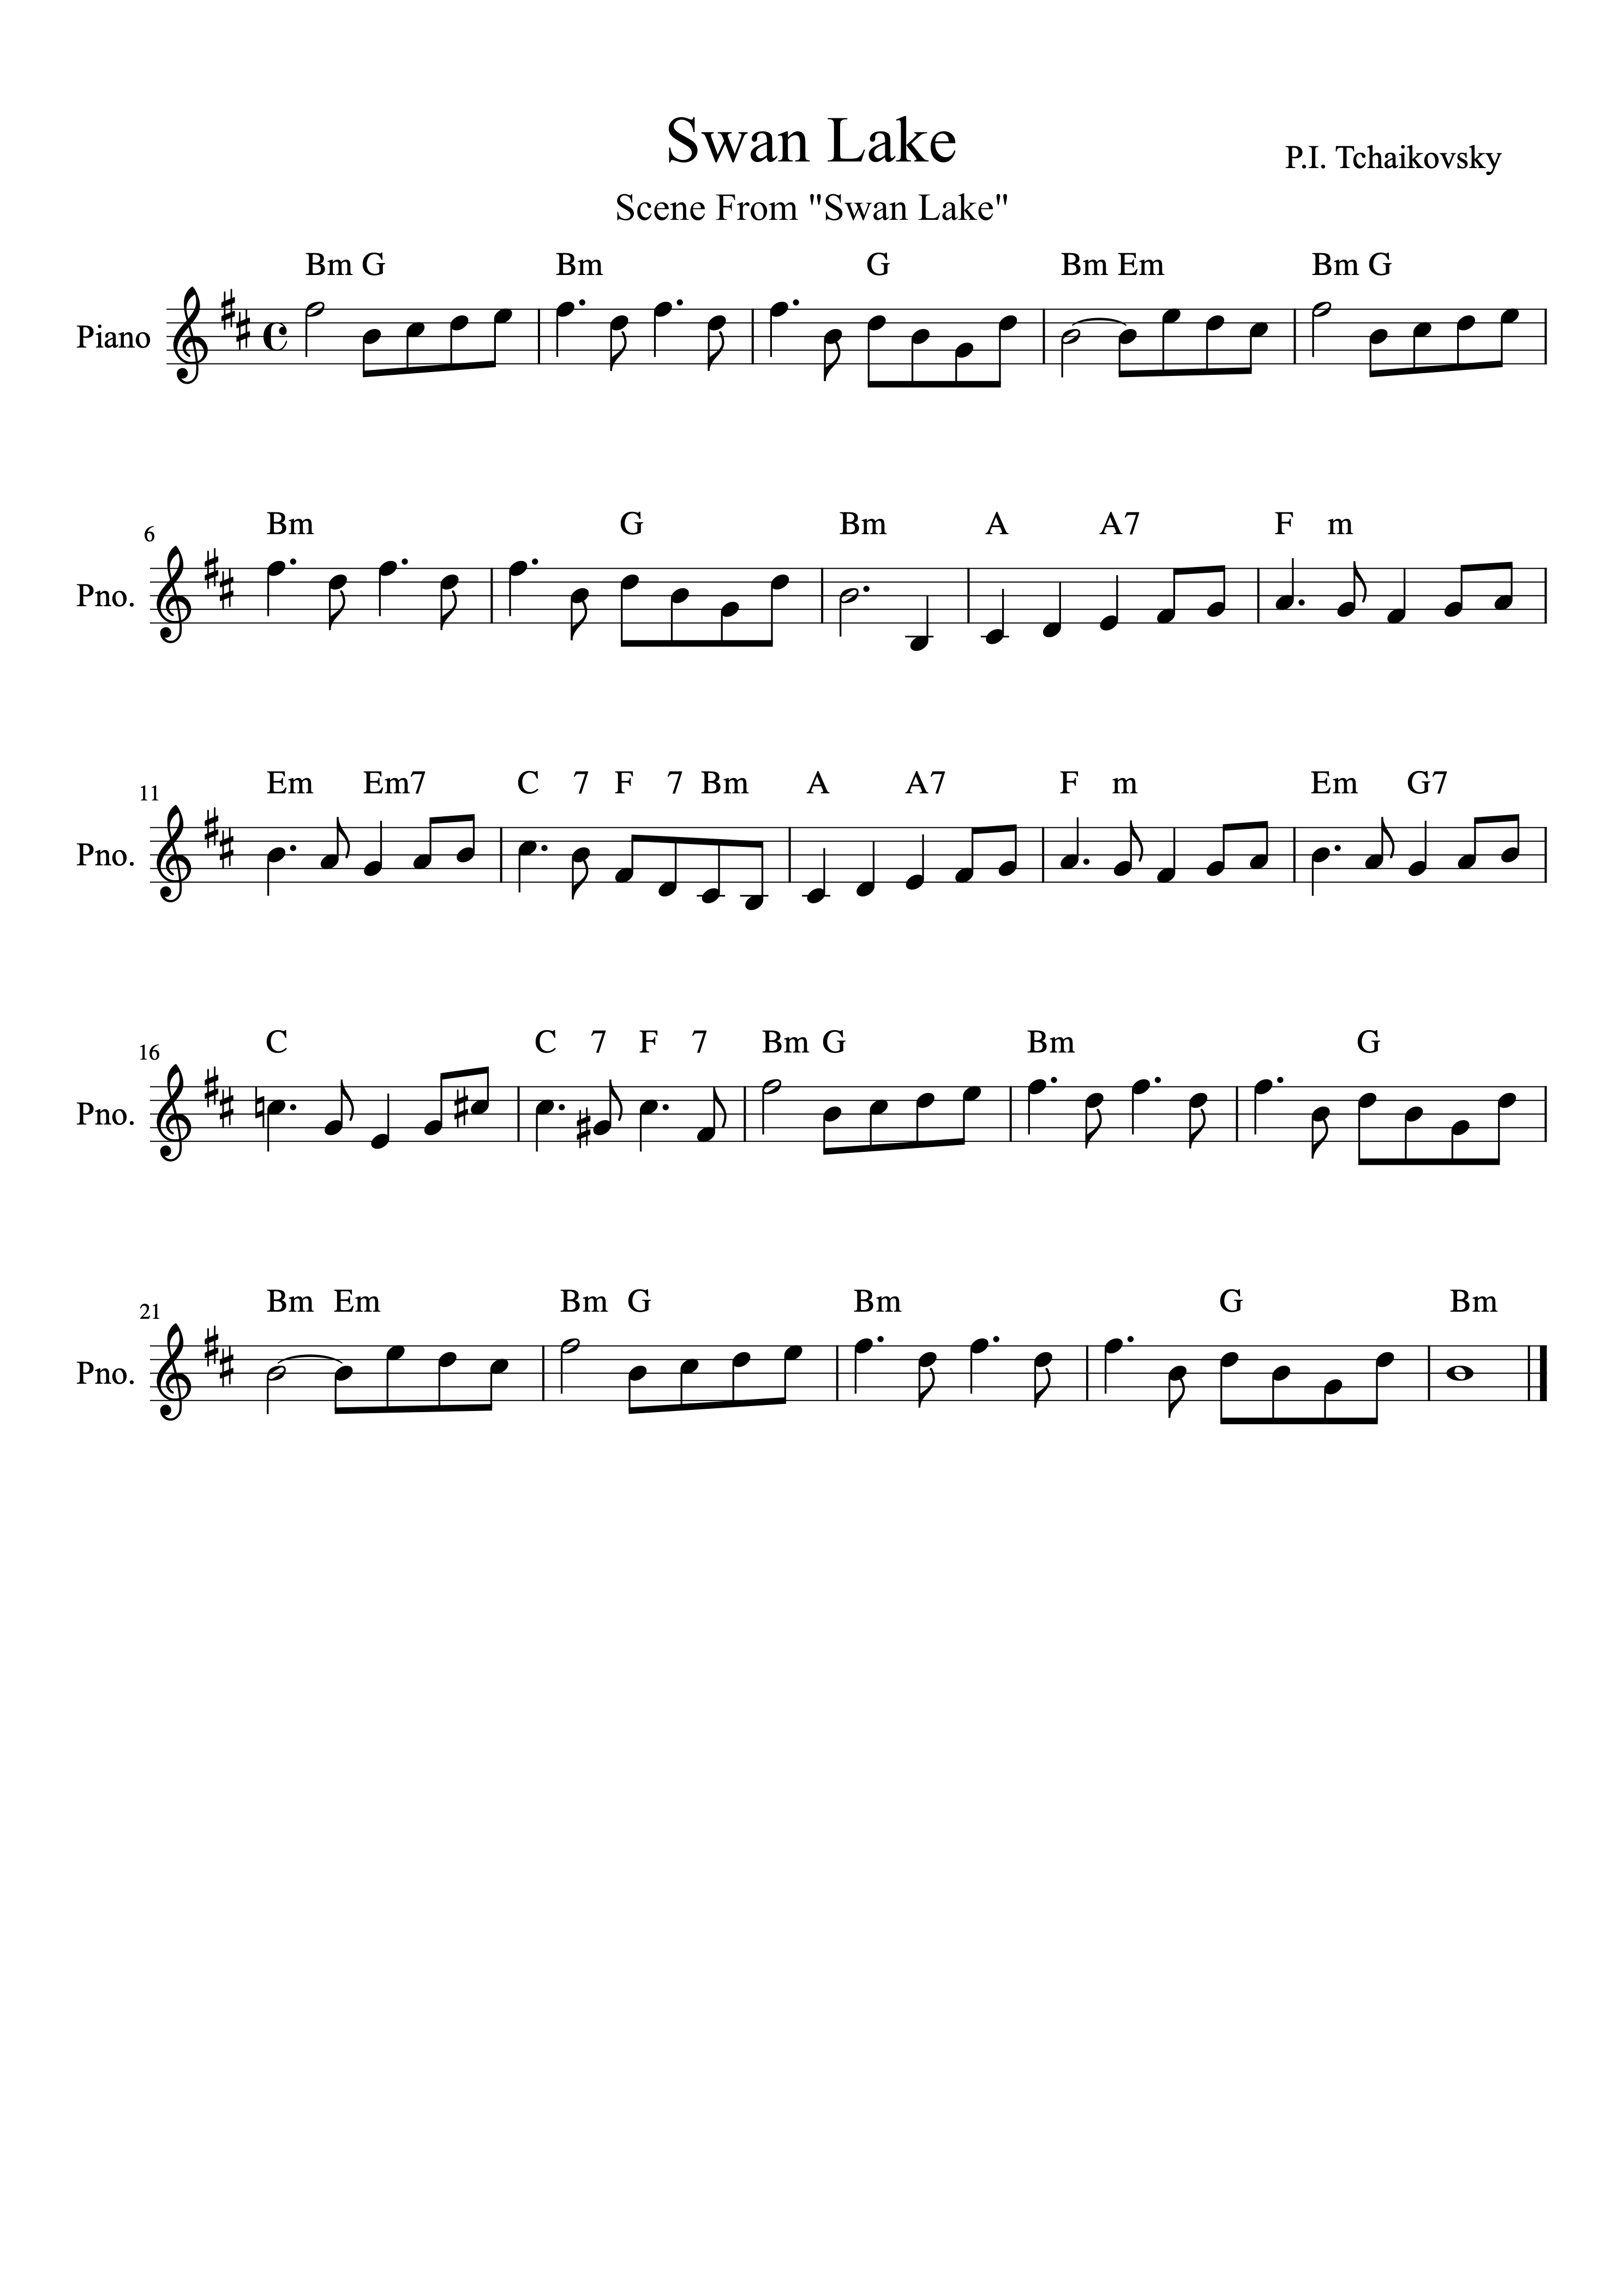 Swan Lake
P.I. Tchaikovsky
Scene From "Swan Lake"
Bm G Bm G Bm Em Bm G
Piano
6 Bm G Bm A A7 F m
Pno.
11 Em Em7 C 7 F 7 Bm A A7 F m Em G7
Pno.
16 C C 7 F 7 Bm G Bm G
Pno.
21 Bm Em Bm G Bm G Bm
Pno.